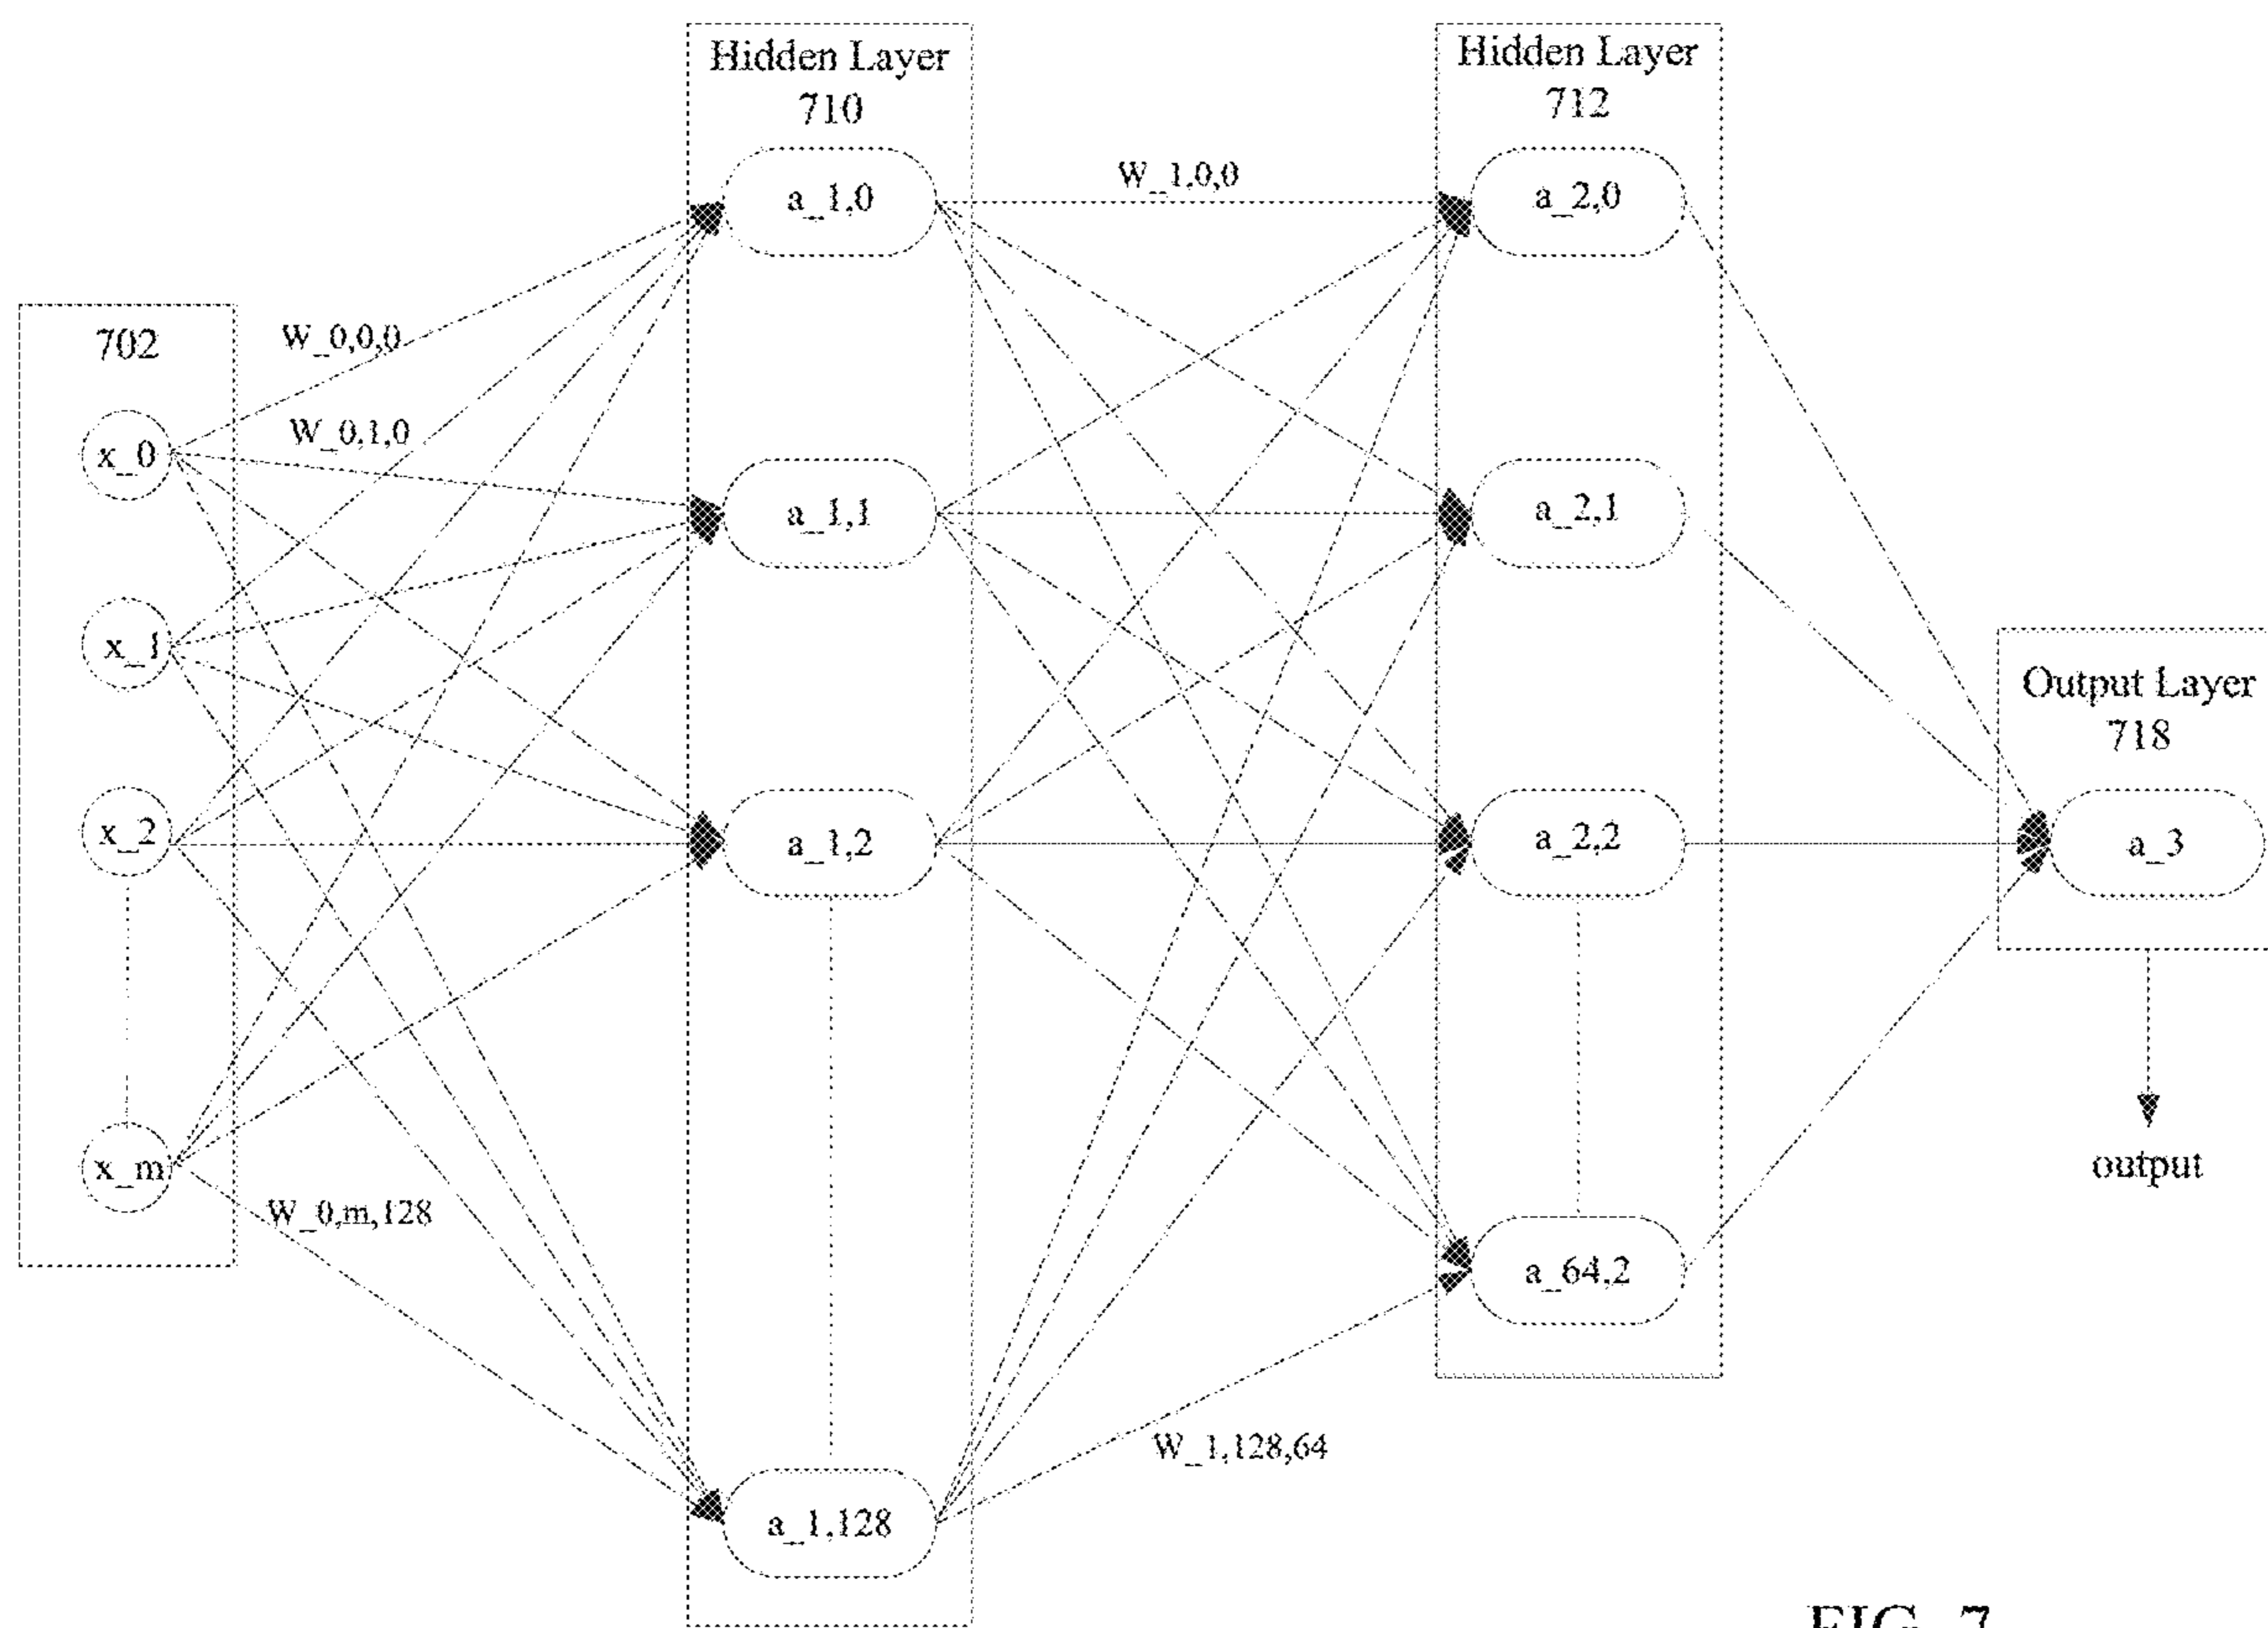 Hidden Layer
710
Hidden Layer
712
a_1,0
W_1,0,0
a_2,0
702
W_0,0,0
x_0
W_0,1,0
a_1,1
a_2,1
x_1
Output Layer
718
x_2
a_1,2
a_2,2
a_3
x_m
W_0,m,128
output
a_64,2
W_1,128,64
a_1,128
FIG. 7